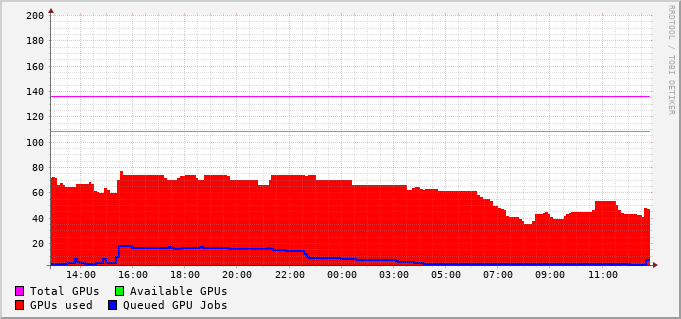 RRDTOOL / TOBI OETIKER
200
180
160
140
120
100
80
60
40
20
14:00 16:00 18:00 20:00 22:00 00:00 03:00 05:00 07:00 09:00 11:00
Total GPUs Available GPUs
GPUs used Queued GPU Jobs